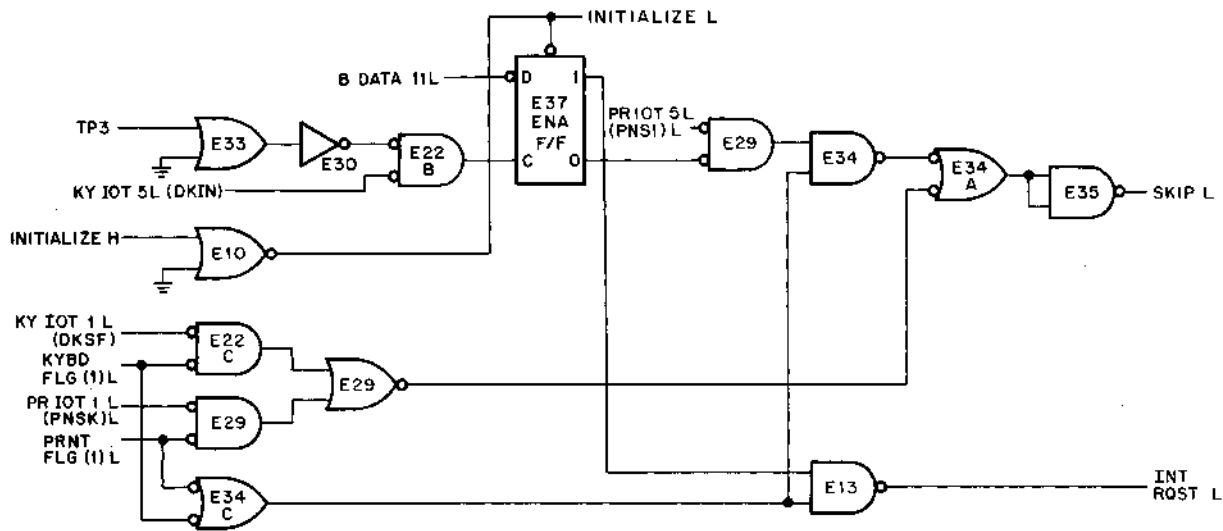 INITIALIZE L
B DATA 11L
D 1
E37
ENA
F/F
C 0
TP3
E33
E30
E22
B
KY IOT 5L (DKIN)
PR IOT 5L
(PNSI) L
E29
E34
E34
A
E35
SKIP L
INITIALIZE H
E10
KY IOT 1 L
(DKSF)
KYBD
FLG (1) L
E22
C
PR IOT 1 L
(PNSK)L
PRNT
FLG (1) L
E29
E29
E34
C
E13
INT
RQST L